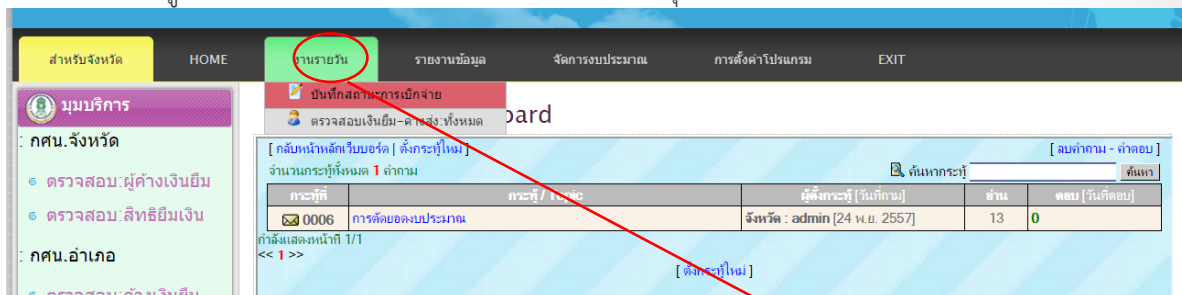 สำหรับจังหวัด HOME งานรายวัน รายงานข้อมูล จัดการงบประมาณ การตั้งค่าโปรแกรม EXIT
บันทึกสถานะการเบิกจ่าย
มุมบริการ
ตรวจสอบเงินยืม-ค้างส่ง:ทั้งหมด oard
: กศน.จังหวัด
[ กลับหน้าหลักเว็บบอร์ด | ตั้งกระทู้ใหม่ ] [ ลบคำถาม - คำตอบ ]
จำนวนกระทู้ทั้งหมด 1 คำถาม ค้นหากระทู้ ค้นหา
ตรวจสอบ:ผู้ค้างเงินยืม
กระทู้ที่ กระทู้ / Topic ผู้ตั้งกระทู้ [วันที่ถาม] อ่าน ตอบ [วันที่ตอบ]
ตรวจสอบ:สิทธิยืมเงิน
0006 การตัดยอดงบประมาณ จังหวัด : admin [24 พ.ย. 2557] 13 0
กำลังแสดงหน้าที่ 1/1
: กศน.อำเภอ
<< 1 >>
[ ตั้งกระทู้ใหม่ ]